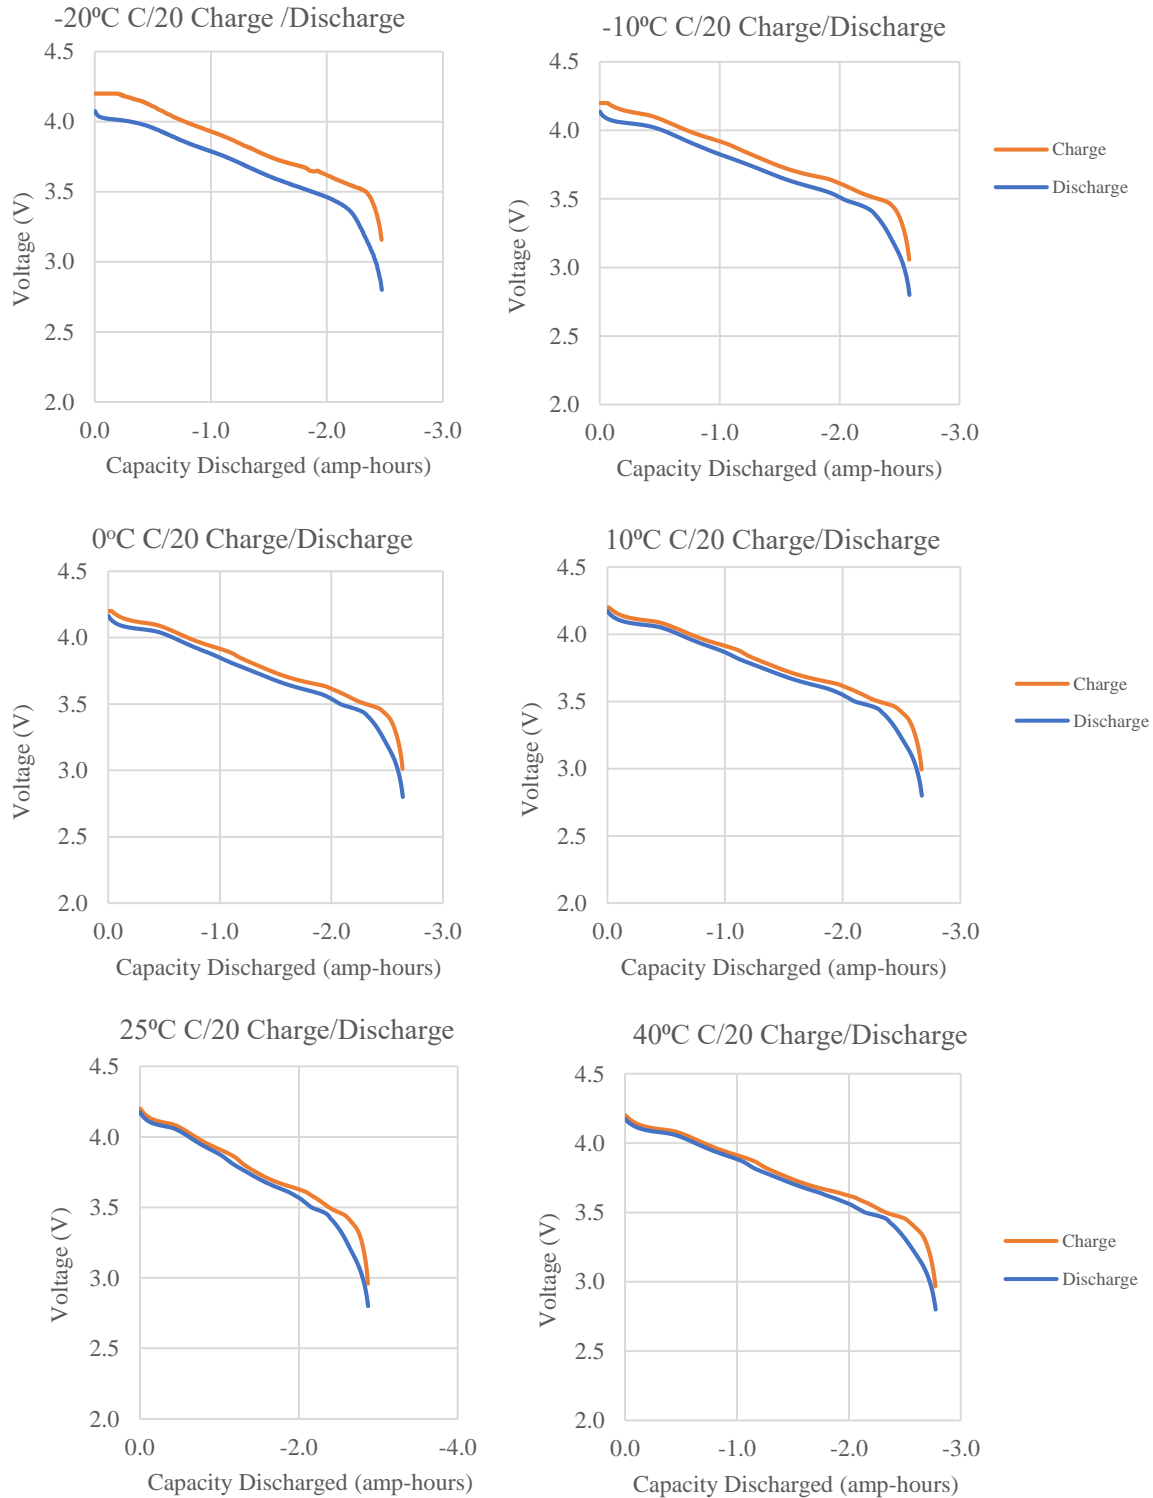 -20⁰C C/20 Charge /Discharge
4.5
4.0
3.5
3.0
2.5
2.0
Voltage (V)
0.0 -1.0 -2.0 -3.0
Capacity Discharged (amp-hours)
-10⁰C C/20 Charge/Discharge
4.5
4.0
3.5
3.0
2.5
2.0
Voltage (V)
0.0 -1.0 -2.0 -3.0
Capacity Discharged (amp-hours)
Charge
Discharge
0ᵒC C/20 Charge/Discharge
4.5
4.0
3.5
3.0
2.5
2.0
Voltage (V)
0.0 -1.0 -2.0 -3.0
Capacity Discharged (amp-hours)
10⁰C C/20 Charge/Discharge
4.5
4.0
3.5
3.0
2.5
2.0
Voltage (V)
0.0 -1.0 -2.0 -3.0
Capacity Discharged (amp-hours)
Charge
Discharge
25⁰C C/20 Charge/Discharge
4.5
4.0
3.5
3.0
2.5
2.0
Voltage (V)
0.0 -2.0 -4.0
Capacity Discharged (amp-hours)
40⁰C C/20 Charge/Discharge
4.5
4.0
3.5
3.0
2.5
2.0
Voltage (V)
0.0 -1.0 -2.0 -3.0
Capacity Discharged (amp-hours)
Charge
Discharge